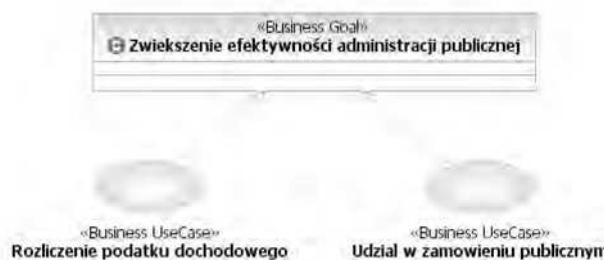 «Business Goal»
Zwiekszenie efektywności administracji publicznej
«Business UseCase»
Rozliczenie podatku dochodowego
«Business UseCase»
Udzial w zamowieniu publicznym